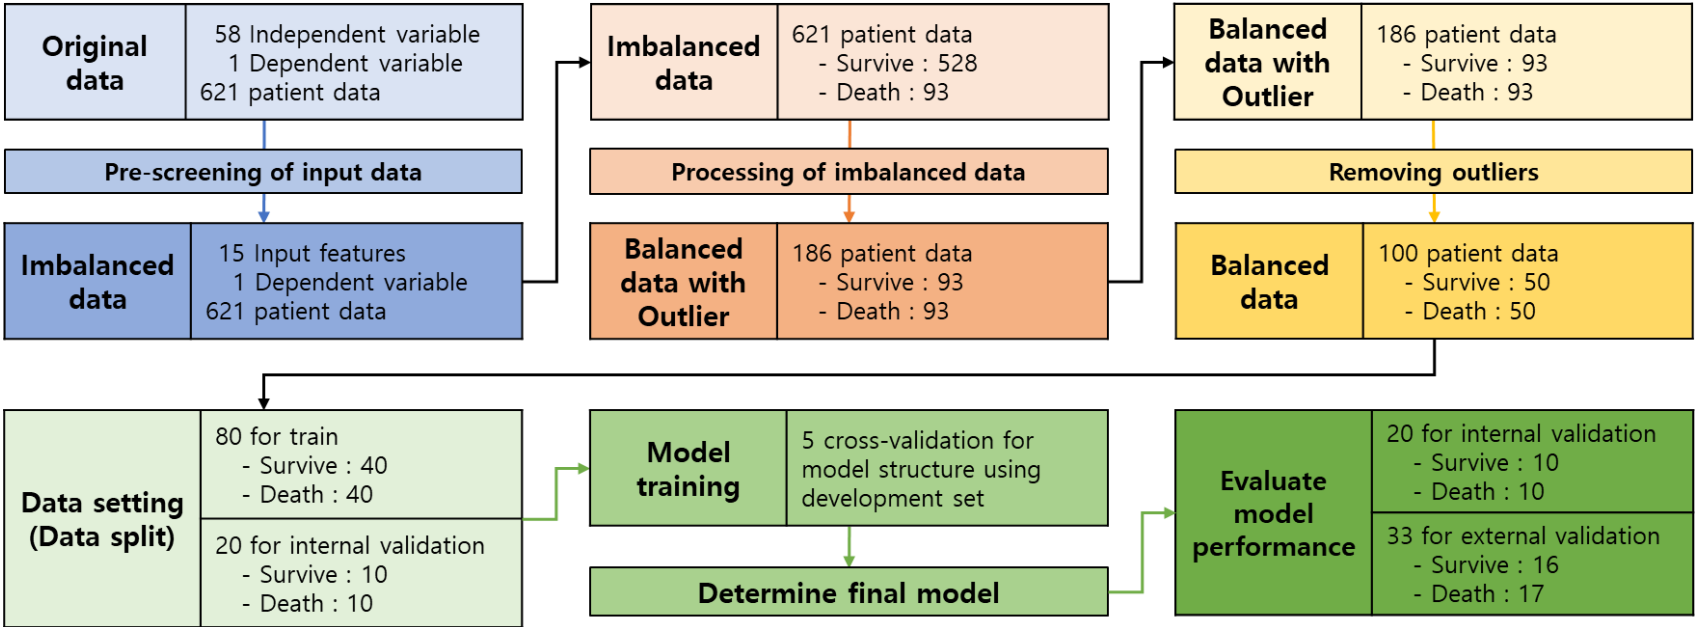 Original
data
58 Independent variable
1 Dependent variable
621 patient data
Pre-screening of input data
Imbalanced
data
15 Input features
1 Dependent variable
621 patient data
Imbalanced
data
621 patient data
- Survive : 528
- Death : 93
Processing of imbalanced data
Balanced
data with
Outlier
186 patient data
- Survive : 93
- Death : 93
Balanced
data with
Outlier
186 patient data
- Survive : 93
- Death : 93
Removing outliers
Balanced
data
100 patient data
- Survive : 50
- Death : 50
Data setting
(Data split)
80 for train
- Survive : 40
- Death : 40
20 for internal validation
- Survive : 10
- Death : 10
Model
training
5 cross-validation for
model structure using
development set
Determine final model
Evaluate
model
performance
20 for internal validation
- Survive : 10
- Death : 10
33 for external validation
- Survive : 16
- Death : 17